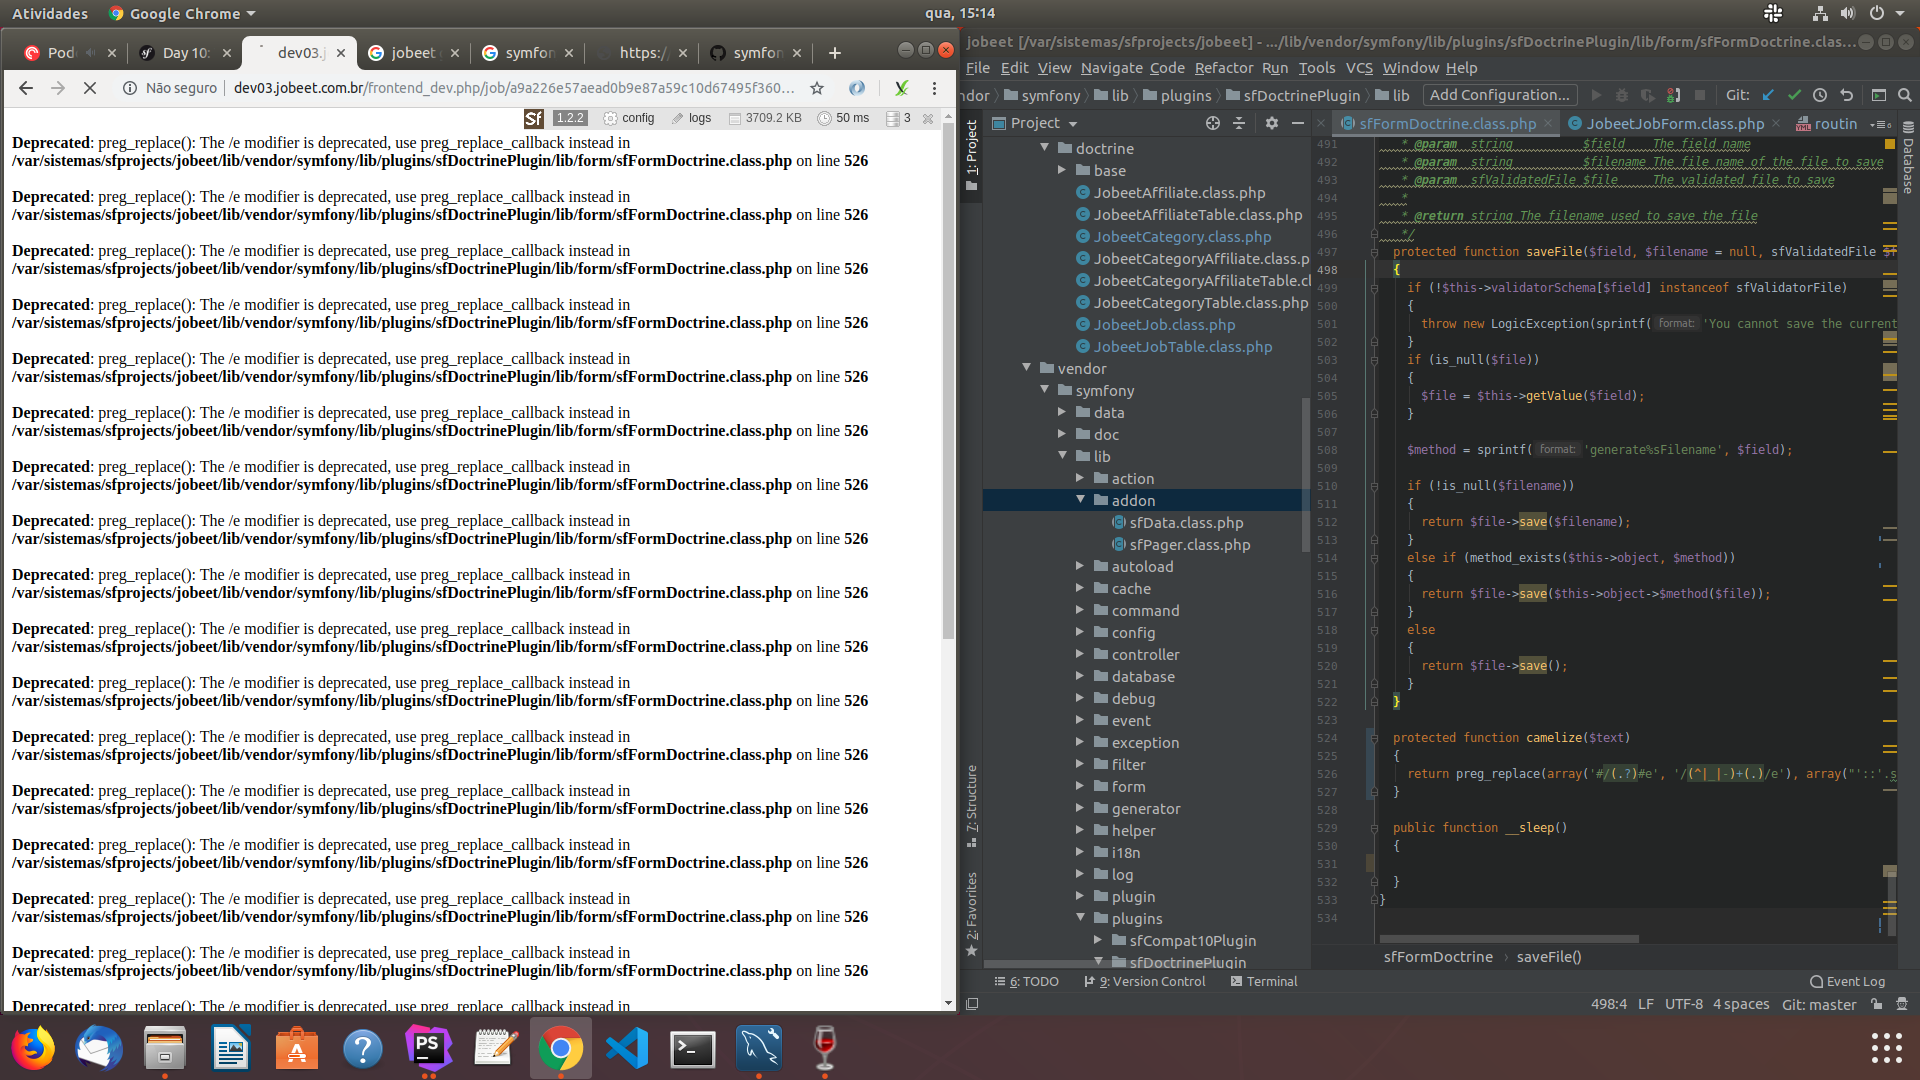 Atividades
Google Chrome
qua, 15:14
Pod
Day 10:
dev03.j
jobeet
symfon
https:/
symfon
Não seguro
dev03.jobeet.com.br/frontend_dev.php/job/a9a226e57aead0b9e87a59c10d67495f360...
Sf 1.2.2 config logs 3709.2 KB 50 ms 3
Deprecated: preg_replace(): The /e modifier is deprecated, use preg_replace_callback instead in
/var/sistemas/sfprojects/jobeet/lib/vendor/symfony/lib/plugins/sfDoctrinePlugin/lib/form/sfFormDoctrine.class.php on line 526
Deprecated: preg_replace(): The /e modifier is deprecated, use preg_replace_callback instead in
/var/sistemas/sfprojects/jobeet/lib/vendor/symfony/lib/plugins/sfDoctrinePlugin/lib/form/sfFormDoctrine.class.php on line 526
Deprecated: preg_replace(): The /e modifier is deprecated, use preg_replace_callback instead in
/var/sistemas/sfprojects/jobeet/lib/vendor/symfony/lib/plugins/sfDoctrinePlugin/lib/form/sfFormDoctrine.class.php on line 526
Deprecated: preg_replace(): The /e modifier is deprecated, use preg_replace_callback instead in
/var/sistemas/sfprojects/jobeet/lib/vendor/symfony/lib/plugins/sfDoctrinePlugin/lib/form/sfFormDoctrine.class.php on line 526
Deprecated: preg_replace(): The /e modifier is deprecated, use preg_replace_callback instead in
/var/sistemas/sfprojects/jobeet/lib/vendor/symfony/lib/plugins/sfDoctrinePlugin/lib/form/sfFormDoctrine.class.php on line 526
Deprecated: preg_replace(): The /e modifier is deprecated, use preg_replace_callback instead in
/var/sistemas/sfprojects/jobeet/lib/vendor/symfony/lib/plugins/sfDoctrinePlugin/lib/form/sfFormDoctrine.class.php on line 526
Deprecated: preg_replace(): The /e modifier is deprecated, use preg_replace_callback instead in
/var/sistemas/sfprojects/jobeet/lib/vendor/symfony/lib/plugins/sfDoctrinePlugin/lib/form/sfFormDoctrine.class.php on line 526
Deprecated: preg_replace(): The /e modifier is deprecated, use preg_replace_callback instead in
/var/sistemas/sfprojects/jobeet/lib/vendor/symfony/lib/plugins/sfDoctrinePlugin/lib/form/sfFormDoctrine.class.php on line 526
Deprecated: preg_replace(): The /e modifier is deprecated, use preg_replace_callback instead in
/var/sistemas/sfprojects/jobeet/lib/vendor/symfony/lib/plugins/sfDoctrinePlugin/lib/form/sfFormDoctrine.class.php on line 526
Deprecated: preg_replace(): The /e modifier is deprecated, use preg_replace_callback instead in
/var/sistemas/sfprojects/jobeet/lib/vendor/symfony/lib/plugins/sfDoctrinePlugin/lib/form/sfFormDoctrine.class.php on line 526
Deprecated: preg_replace(): The /e modifier is deprecated, use preg_replace_callback instead in
/var/sistemas/sfprojects/jobeet/lib/vendor/symfony/lib/plugins/sfDoctrinePlugin/lib/form/sfFormDoctrine.class.php on line 526
Deprecated: preg_replace(): The /e modifier is deprecated, use preg_replace_callback instead in
/var/sistemas/sfprojects/jobeet/lib/vendor/symfony/lib/plugins/sfDoctrinePlugin/lib/form/sfFormDoctrine.class.php on line 526
Deprecated: preg_replace(): The /e modifier is deprecated, use preg_replace_callback instead in
/var/sistemas/sfprojects/jobeet/lib/vendor/symfony/lib/plugins/sfDoctrinePlugin/lib/form/sfFormDoctrine.class.php on line 526
Deprecated: preg_replace(): The /e modifier is deprecated, use preg_replace_callback instead in
/var/sistemas/sfprojects/jobeet/lib/vendor/symfony/lib/plugins/sfDoctrinePlugin/lib/form/sfFormDoctrine.class.php on line 526
Deprecated: preg_replace(): The /e modifier is deprecated, use preg_replace_callback instead in
/var/sistemas/sfprojects/jobeet/lib/vendor/symfony/lib/plugins/sfDoctrinePlugin/lib/form/sfFormDoctrine.class.php on line 526
Deprecated: preg_replace(): The /e modifier is deprecated, use preg_replace_callback instead in
/var/sistemas/sfprojects/jobeet/lib/vendor/symfony/lib/plugins/sfDoctrinePlugin/lib/form/sfFormDoctrine.class.php on line 526
Deprecated: preg_replace(): The /e modifier is deprecated, use preg_replace_callback instead in
jobeet [/var/sistemas/sfprojects/jobeet] - .../lib/vendor/symfony/lib/plugins/sfDoctrinePlugin/lib/form/sfFormDoctrine.clas...
File Edit View Navigate Code Refactor Run Tools VCS Window Help
ndor symfony lib plugins sfDoctrinePlugin lib Add Configuration... Git:
1: Project
7: Structure
2: Favorites
Project
doctrine
base
JobeetAffiliate.class.php
JobeetAffiliateTable.class.php
JobeetCategory.class.php
JobeetCategoryAffiliate.class.p
JobeetCategoryAffiliateTable.cl
JobeetCategoryTable.class.php
JobeetJob.class.php
JobeetJobTable.class.php
vendor
symfony
data
doc
lib
action
addon
sfData.class.php
sfPager.class.php
autoload
cache
command
config
controller
database
debug
event
exception
filter
form
generator
helper
i18n
log
plugin
plugins
sfCompat10Plugin
sfDoctrinePlugin
sfFormDoctrine.class.php
JobeetJobForm.class.php
routin
Database
491 * @param string $field The field name
492 * @param string $filename The file name of the file to save
493 * @param sfValidatedFile $file The validated file to save
494 *
495 * @return string The filename used to save the file
496 */
497 protected function saveFile($field, $filename = null, sfValidatedFile $f
498 {
499 if (!$this->validatorSchema[$field] instanceof sfValidatorFile)
500 {
501 throw new LogicException(sprintf( format: 'You cannot save the current
502 }
503 if (is_null($file))
504 {
505 $file = $this->getValue($field);
506 }
507
508 $method = sprintf( format: 'generate%sFilename', $field);
509
510 if (!is_null($filename))
511 {
512 return $file->save($filename);
513 }
514 else if (method_exists($this->object, $method))
515 {
516 return $file->save($this->object->$method($file));
517 }
518 else
519 {
520 return $file->save();
521 }
522 }
523
524 protected function camelize($text)
525 {
526 return preg_replace(array('#/(.?)#e', '/(^|_|-)+(.)/e'), array("'::'.s
527 }
528
529 public function __sleep()
530 {
531
532 }
533 }
534
sfFormDoctrine saveFile()
6: TODO 9: Version Control Terminal Event Log
498:4 LF UTF-8 4 spaces Git: master
PS